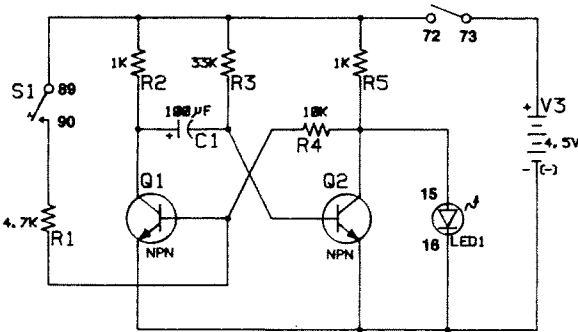 72 73
1K
R2
33K
R3
1K
R5
S1 89
90
100µF
+
C1
10K
R4
+ V3
4.5V
- (-)
Q1
Q2
15
16
LED1
4.7K
R1
NPN
NPN